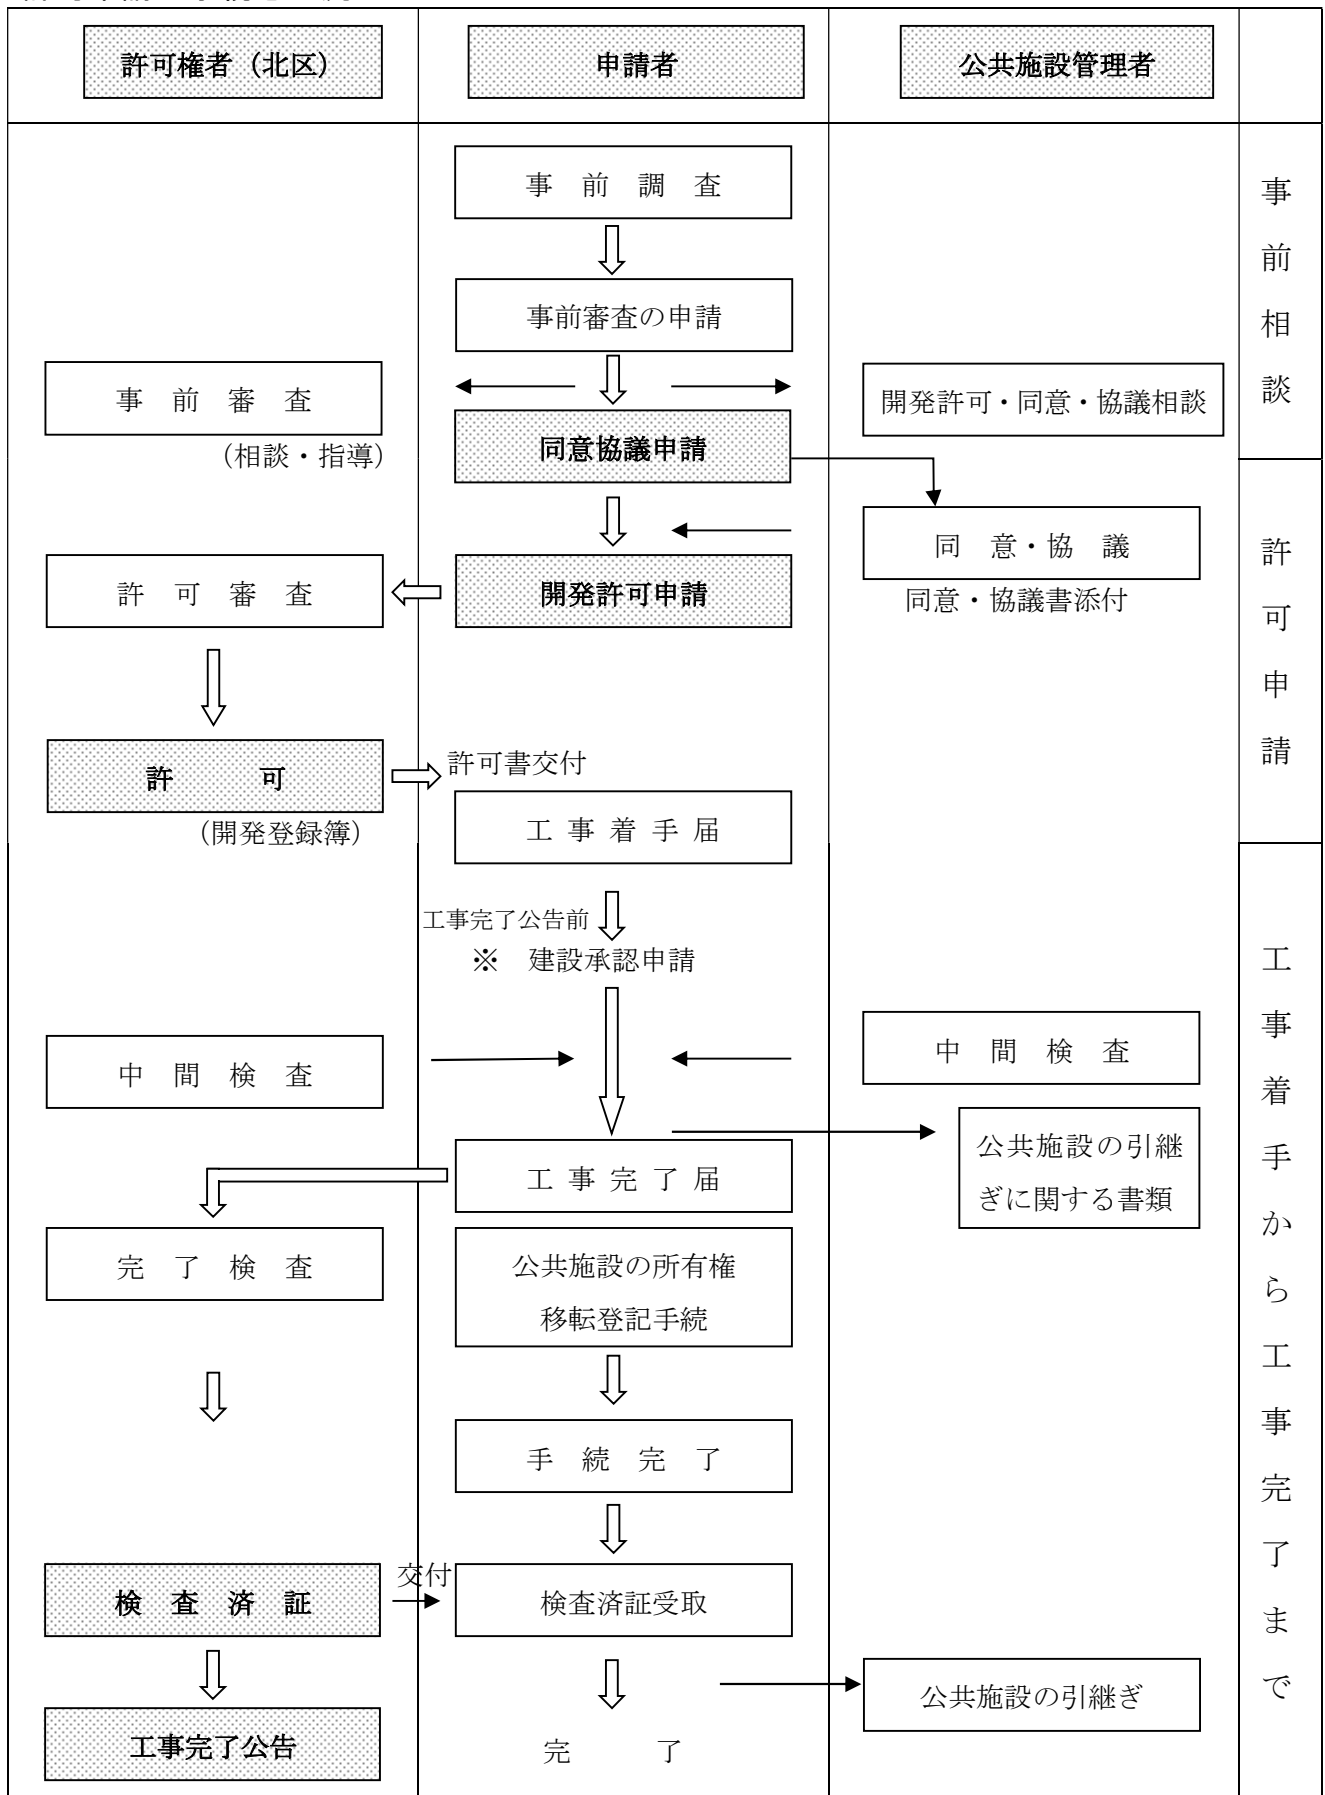 許可権者（北区）
申請者
公共施設管理者
事前相談
事　前　調　査
事前審査の申請
事　前　審　査
（相談・指導）
開発許可・同意・協議相談
同意協議申請
許可申請
同　意・協　議
同意・協議書添付
開発許可申請
許　可　審　査
許　　　可
（開発登録簿）
許可書交付
工 事 着 手 届
工事着手から工事完了まで
工事完了公告前
※　建設承認申請
中　間　検　査
中　間　検　査
公共施設の引継
ぎに関する書類
工 事 完 了 届
完　了　検　査
公共施設の所有権
移転登記手続
手　続　完　了
検　査　済　証
交付
検査済証受取
公共施設の引継ぎ
工事完了公告
完　　　了